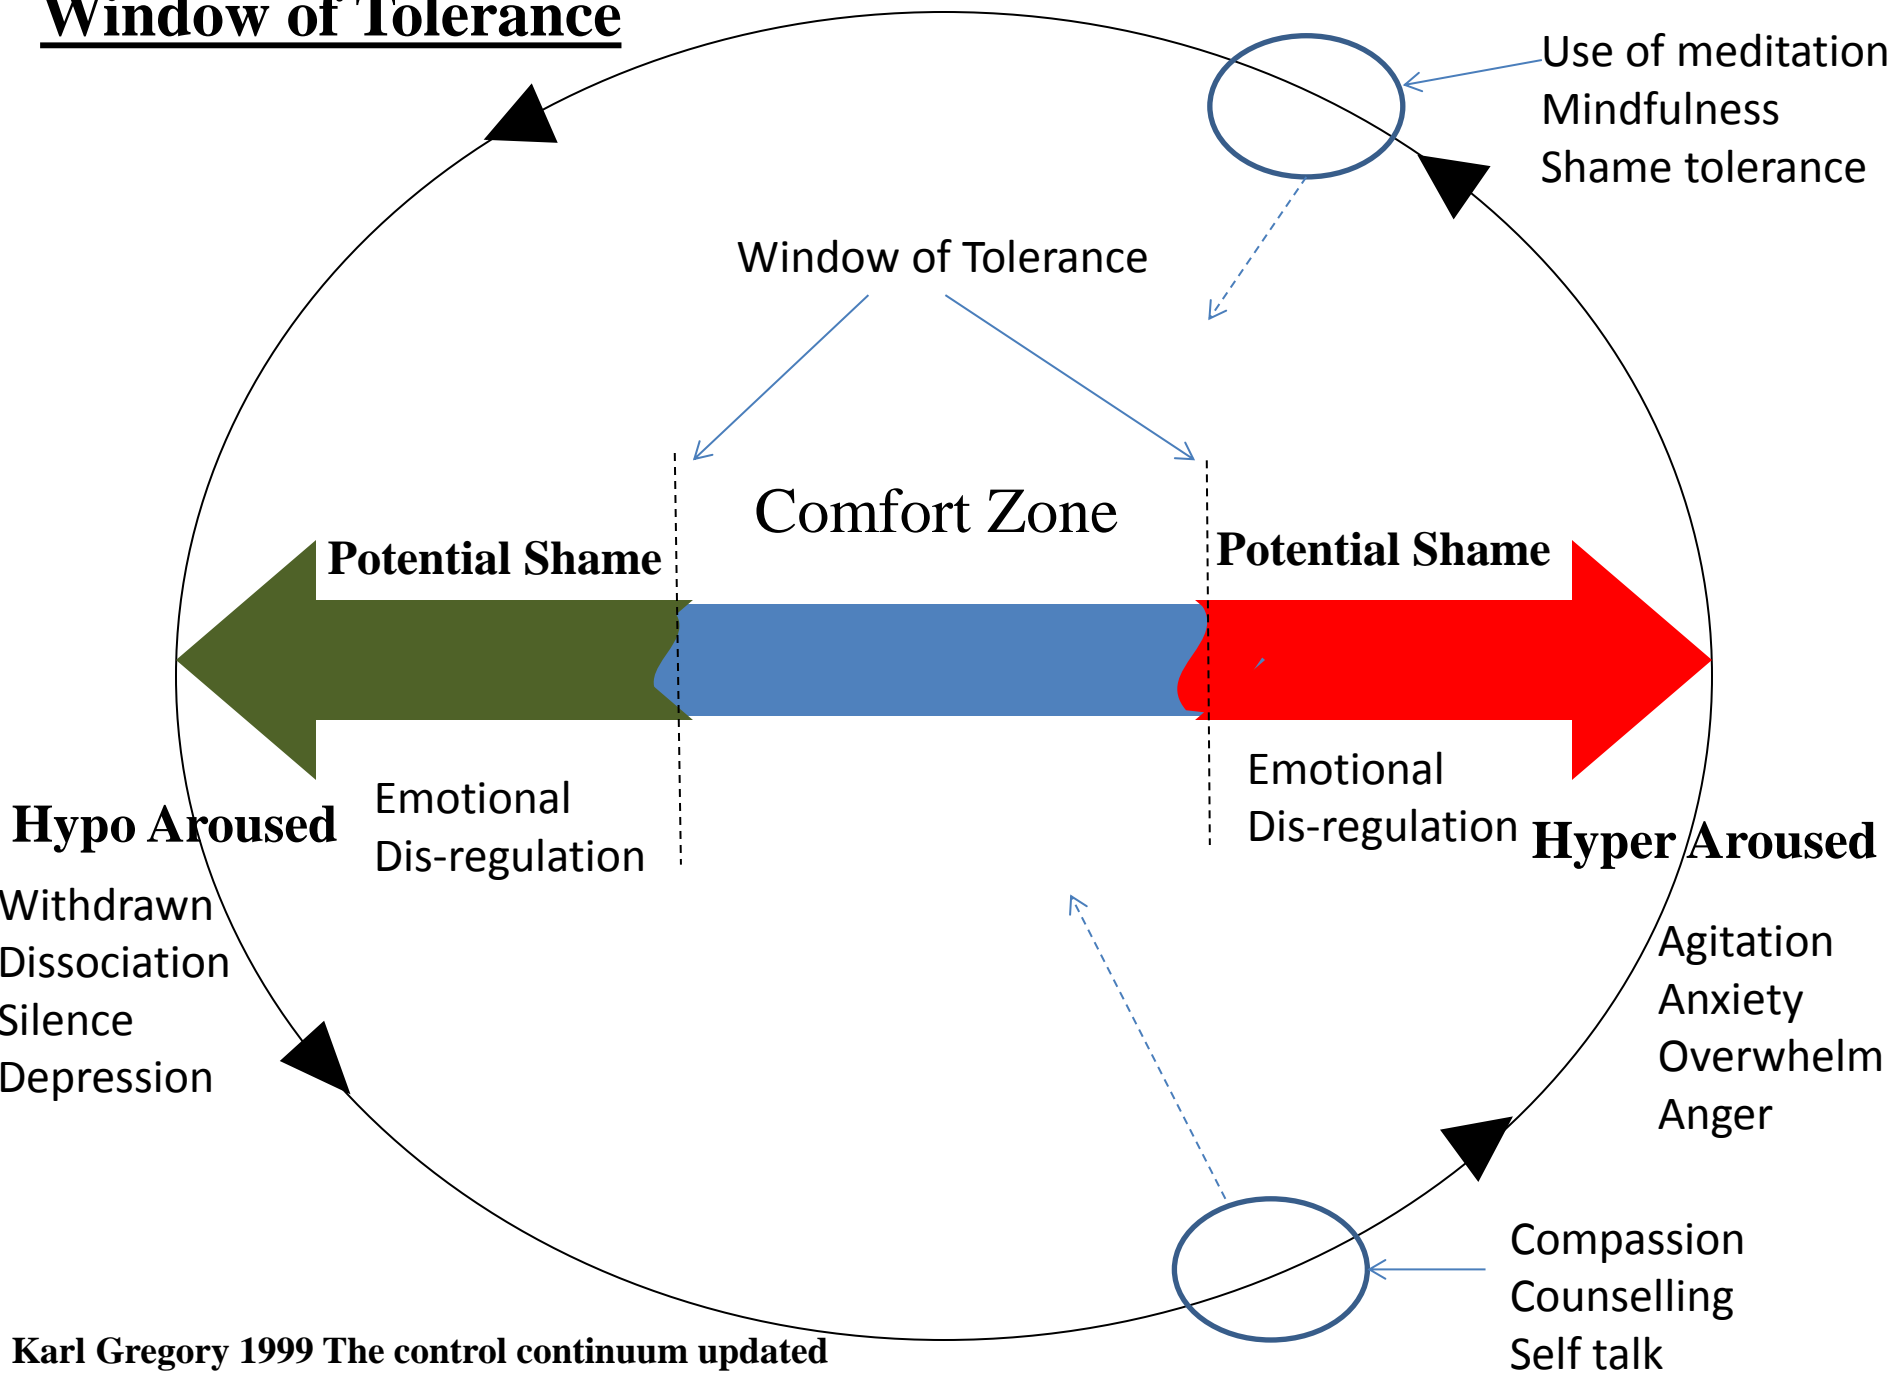 Window of Tolerance
Use of meditation
Mindfulness
Shame tolerance
Window of Tolerance
Comfort Zone
Potential Shame
Potential Shame
Emotional
Dis-regulation
Emotional
Dis-regulation
Hypo Aroused
Withdrawn
Dissociation
Silence
Depression
Hyper Aroused
Agitation
Anxiety
Overwhelm
Anger
Compassion
Counselling
Self talk
Karl Gregory 1999 The control continuum updated